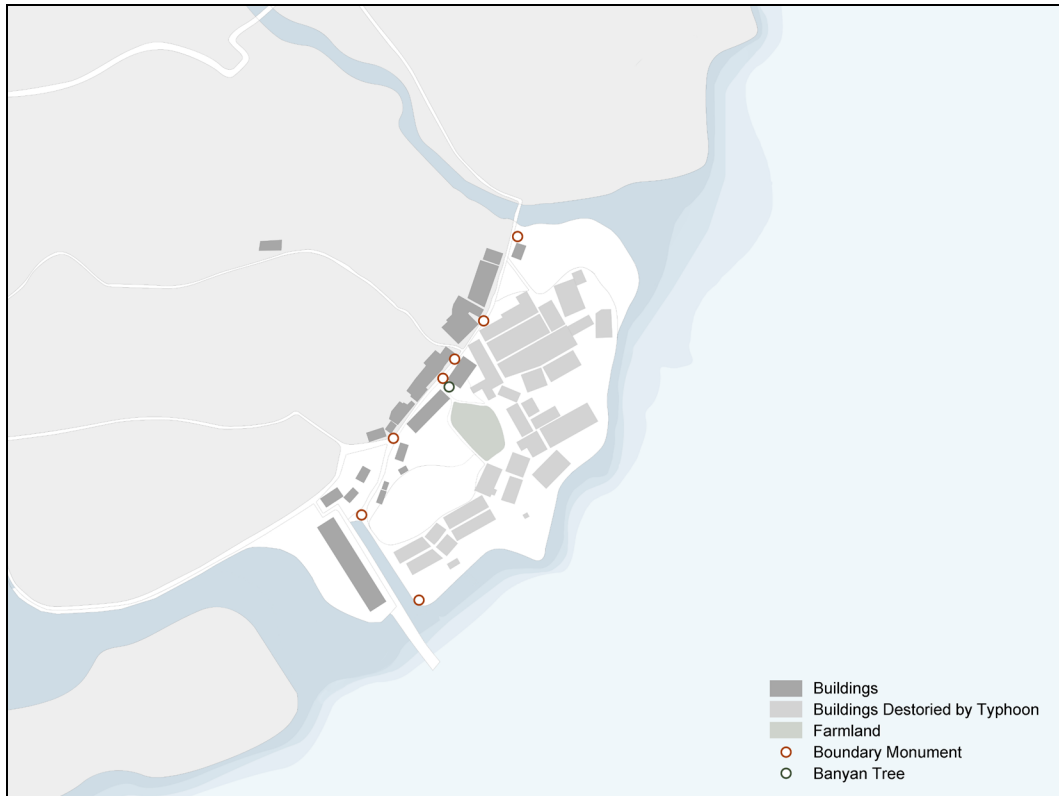 Buildings
Buildings Destoried by Typhoon
Farmland
Boundary Monument
Banyan Tree